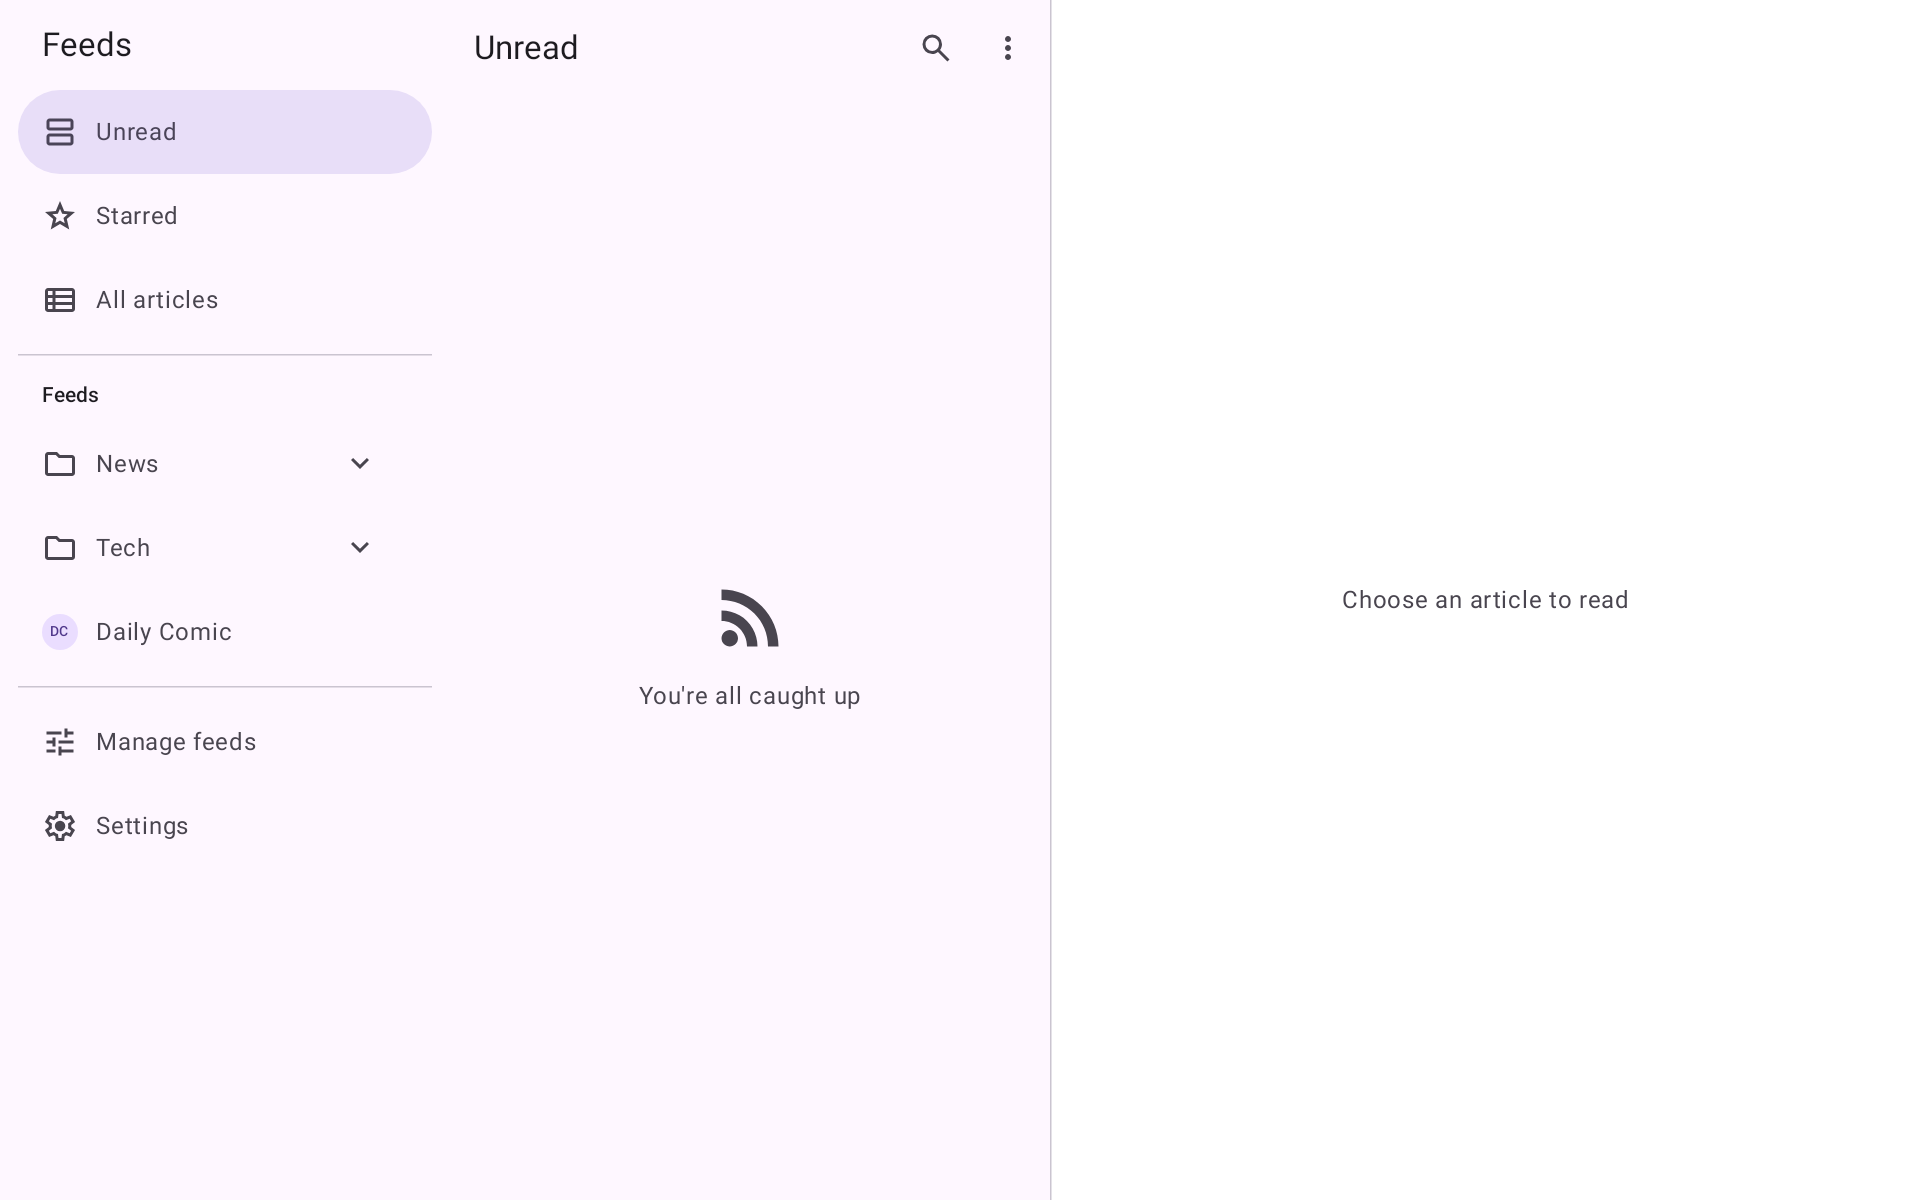 Feeds
Unread
Starred
All articles
Feeds
News
Tech
DC Daily Comic
Manage feeds
Settings
Unread
You're all caught up
Choose an article to read